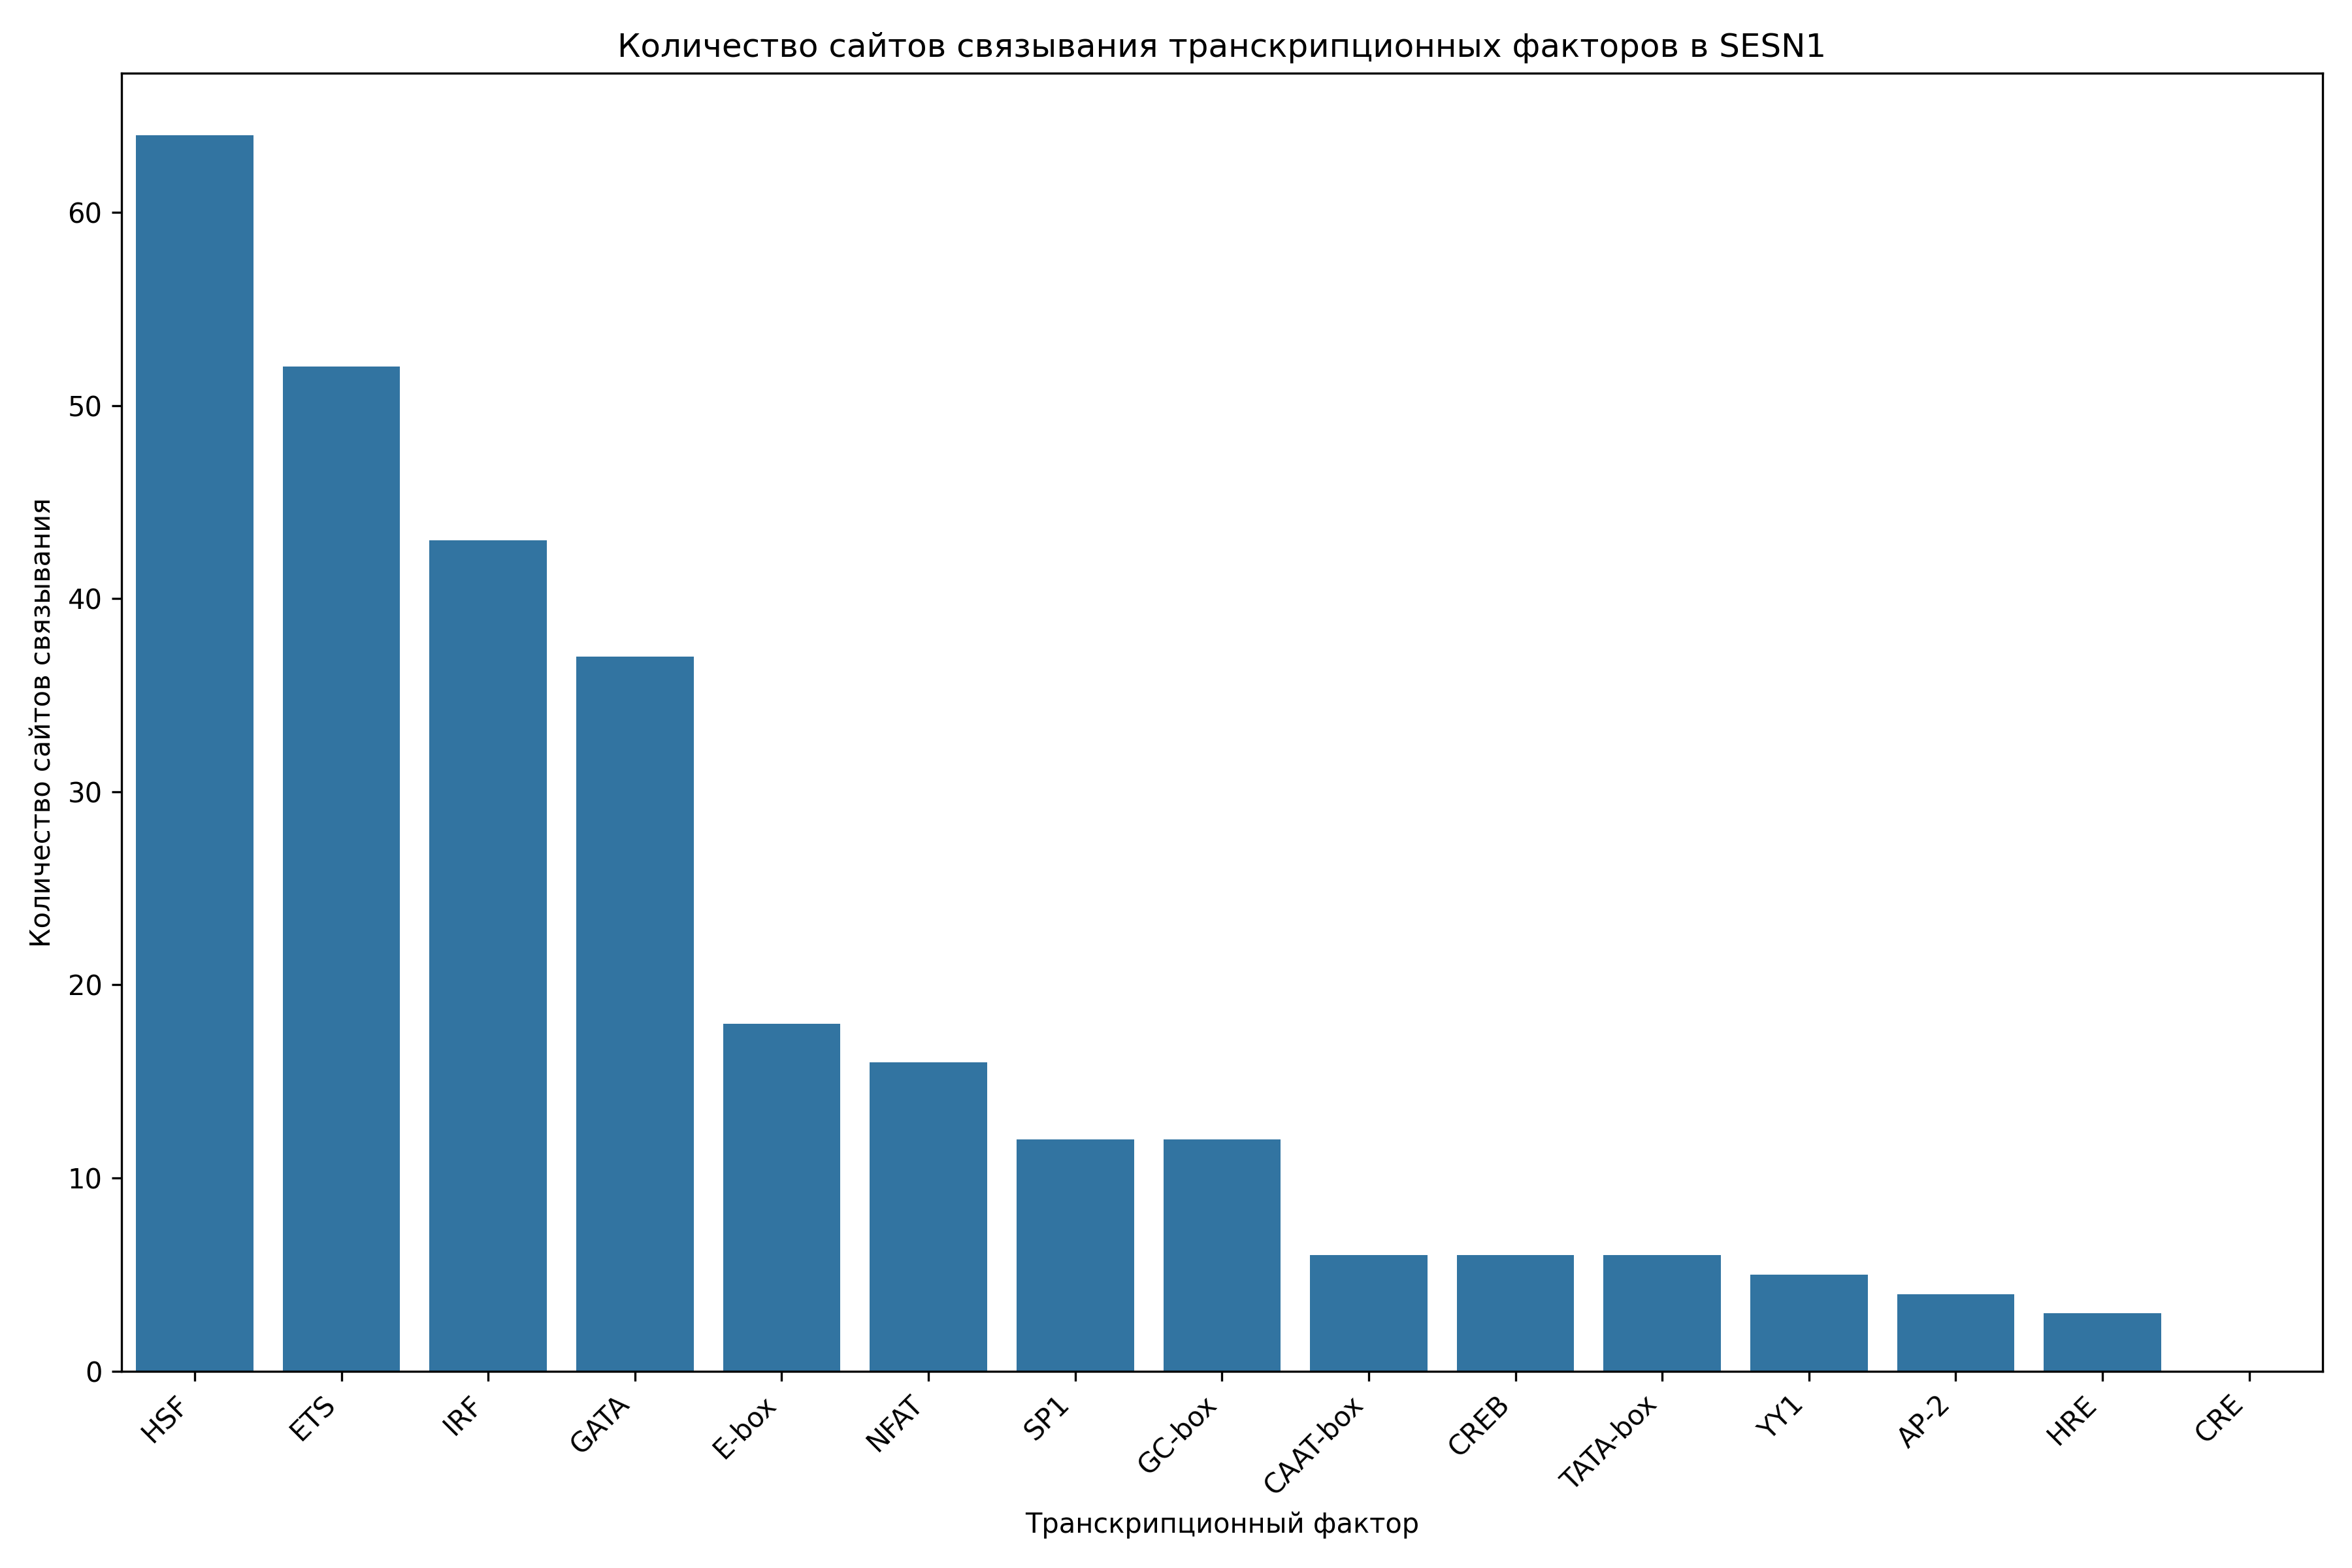 Количество сайтов связывания транскрипционных факторов в SESN1
Количество сайтов связывания
60
50
40
30
20
10
0
HSF
ETS
IRF
GATA
E-box
NFAT
SP1
GC-box
CAAT-box
CREB
TATA-box
YY1
AP-2
HRE
CRE
Транскрипционный фактор